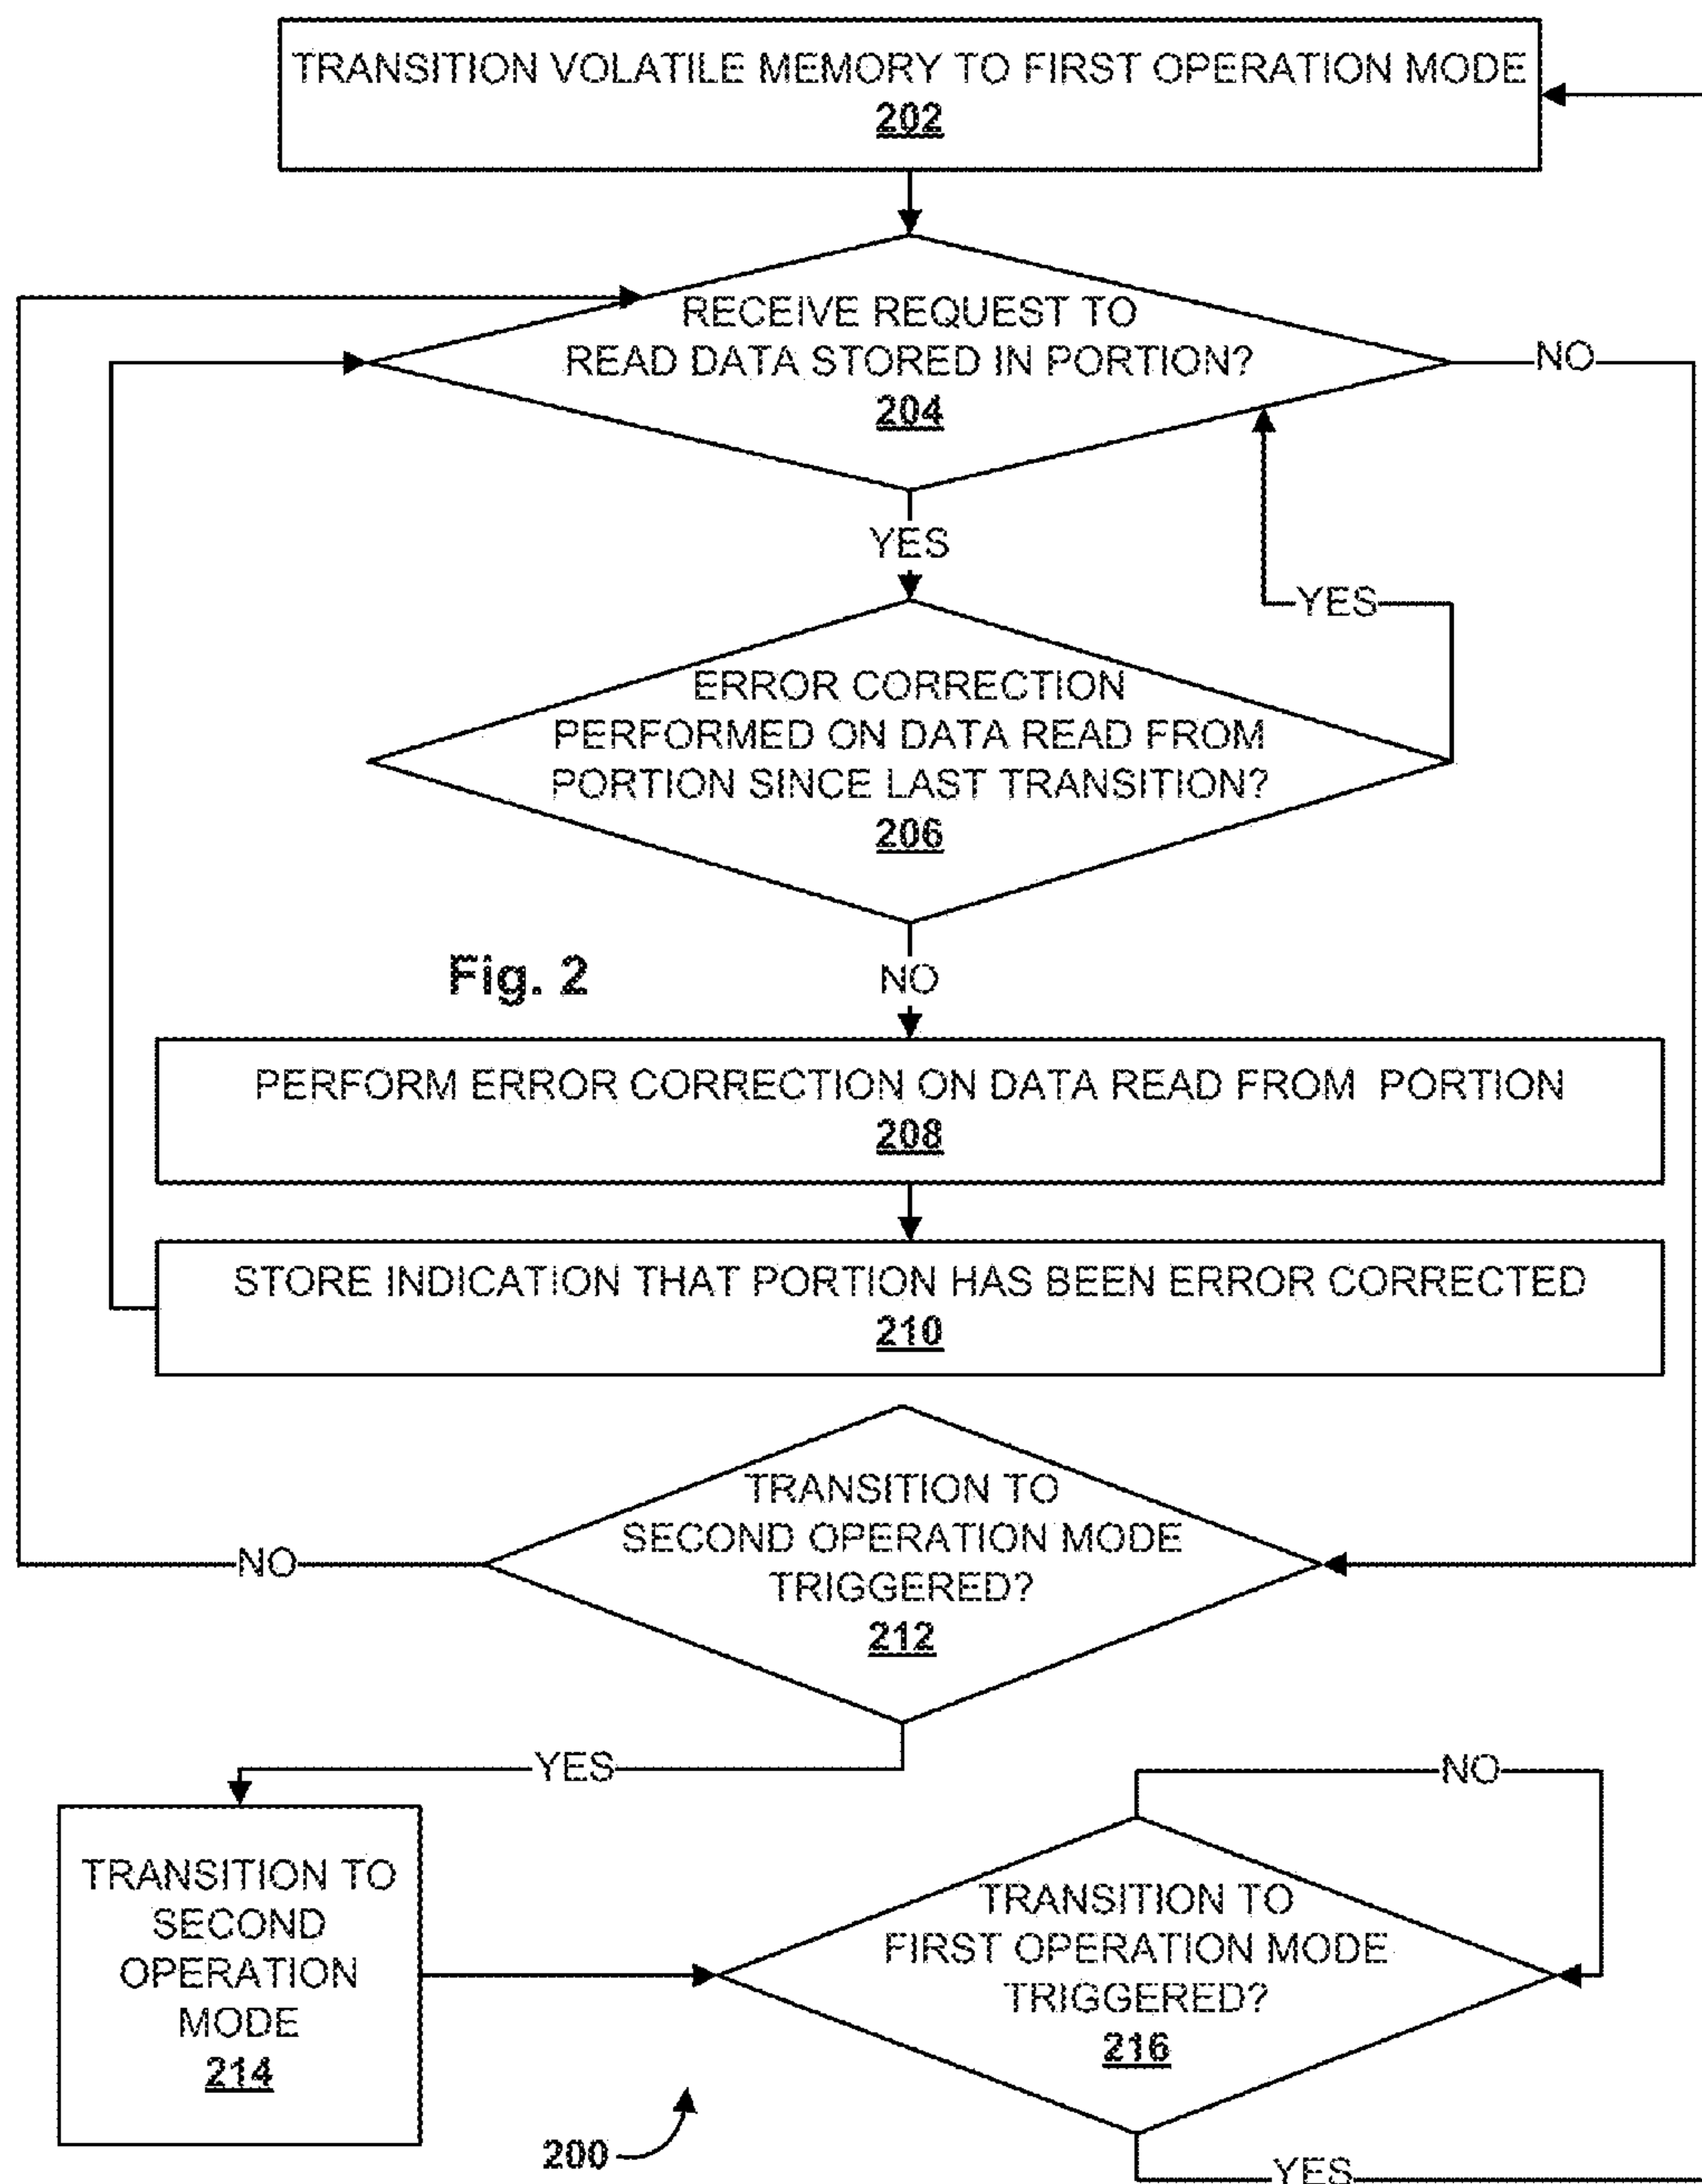 TRANSITION VOLATILE MEMORY TO FIRST OPERATION MODE
202
RECEIVE REQUEST TO
READ DATA STORED IN PORTION?
204
NO
YES
YES
ERROR CORRECTION
PERFORMED ON DATA READ FROM
PORTION SINCE LAST TRANSITION?
206
Fig. 2
NO
PERFORM ERROR CORRECTION ON DATA READ FROM PORTION
208
STORE INDICATION THAT PORTION HAS BEEN ERROR CORRECTED
210
TRANSITION TO
SECOND OPERATION MODE
TRIGGERED?
212
NO
YES
NO
TRANSITION TO
SECOND
OPERATION
MODE
214
TRANSITION TO
FIRST OPERATION MODE
TRIGGERED?
216
200
YES